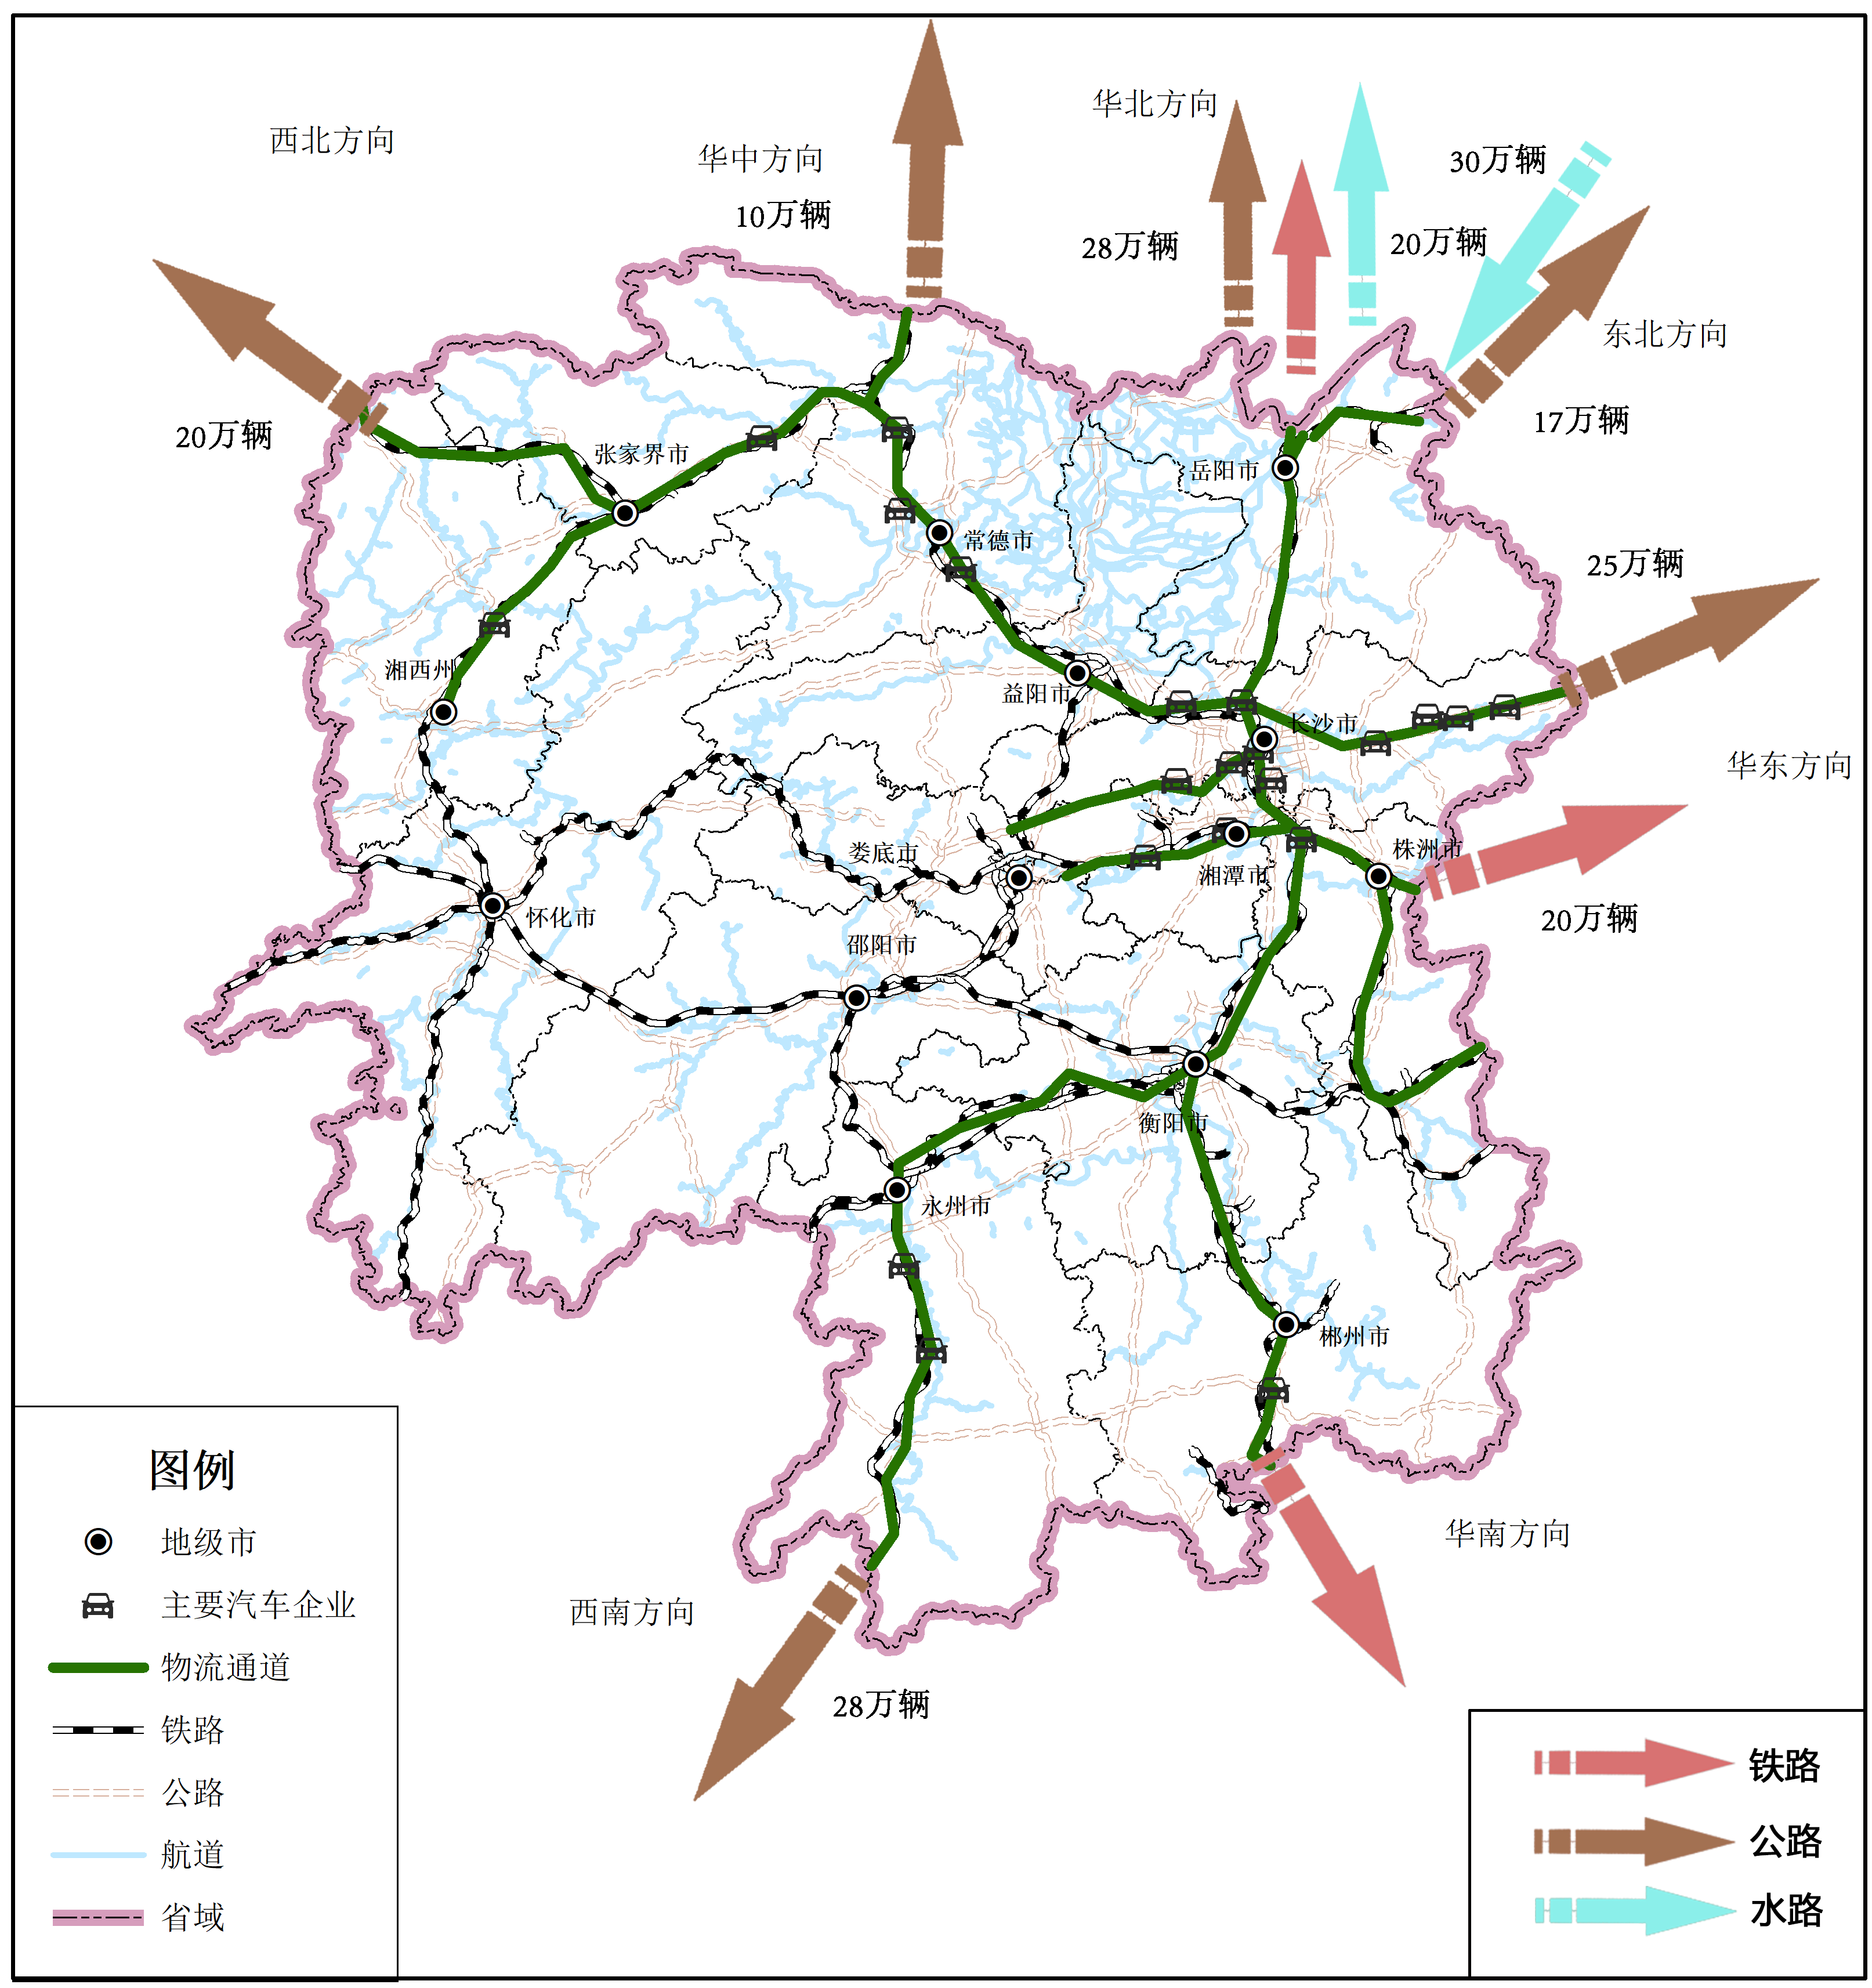 华北方向
西北方向
华中方向
30万辆
10万辆
28万辆
20万辆
东北方向
20万辆
17万辆
张家界市
岳阳市
常德市
25万辆
湘西州
益阳市
长沙市
华东方向
娄底市
株洲市
湘潭市
怀化市
20万辆
邵阳市
衡阳市
永州市
郴州市
华南方向
西南方向
28万辆
图例
地级市
主要汽车企业
物流通道
铁路
公路
航道
省域
铁路
公路
水路